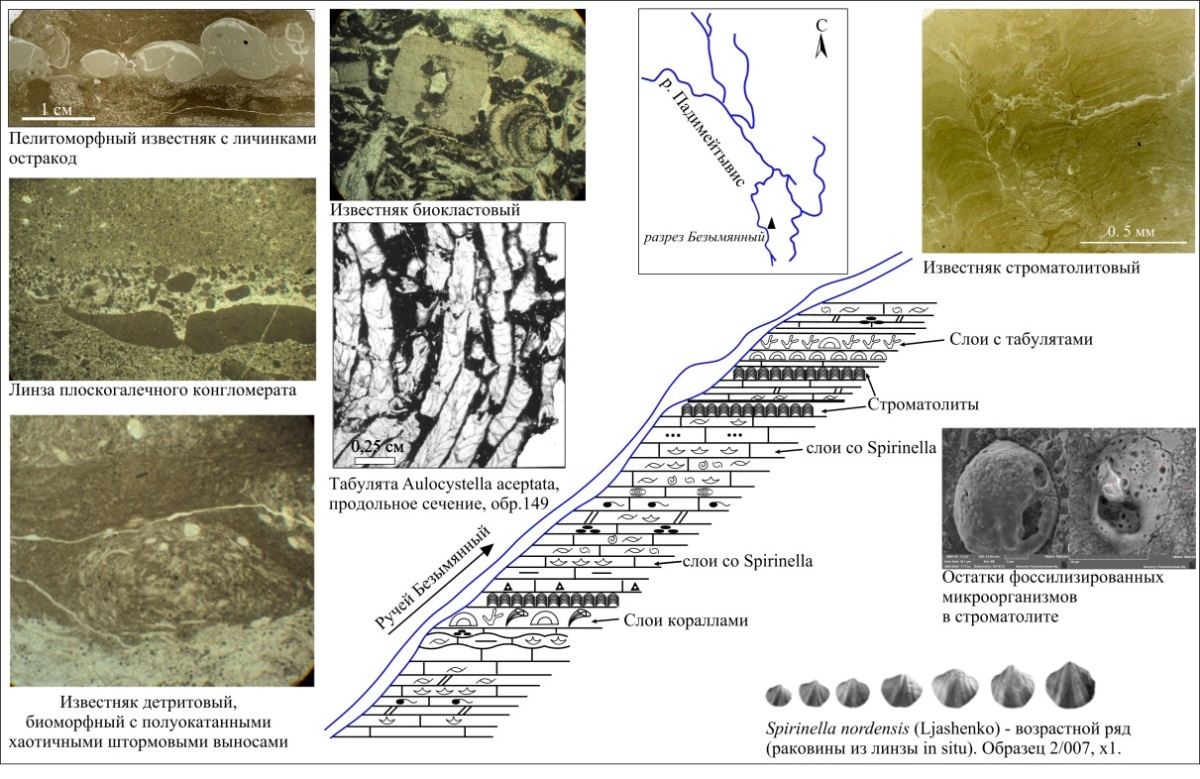 1 см
Пелитоморфный известняк с личинками
остракод
Линза плоскогалечного конгломерата
Известняк детритовый,
биоморфный с полуокатанными
хаотичными штормовыми выносами
Известняк биокластовый
0,25 см
Табулята Aulocystella aceptata,
продольное сечение, обр.149
С
р. Падимейтывис
разрез Безымянный
0. 5 мм
Известняк строматолитовый
Слои с табулятами
Строматолиты
слои со Spirinella
слои со Spirinella
Слои кораллами
Ручей Безымянный
Остатки фоссилизированных
микроорганизмов
в строматолите
Spirinella nordensis (Ljashenko) - возрастной ряд
(раковины из линзы in situ). Образец 2/007, x1.